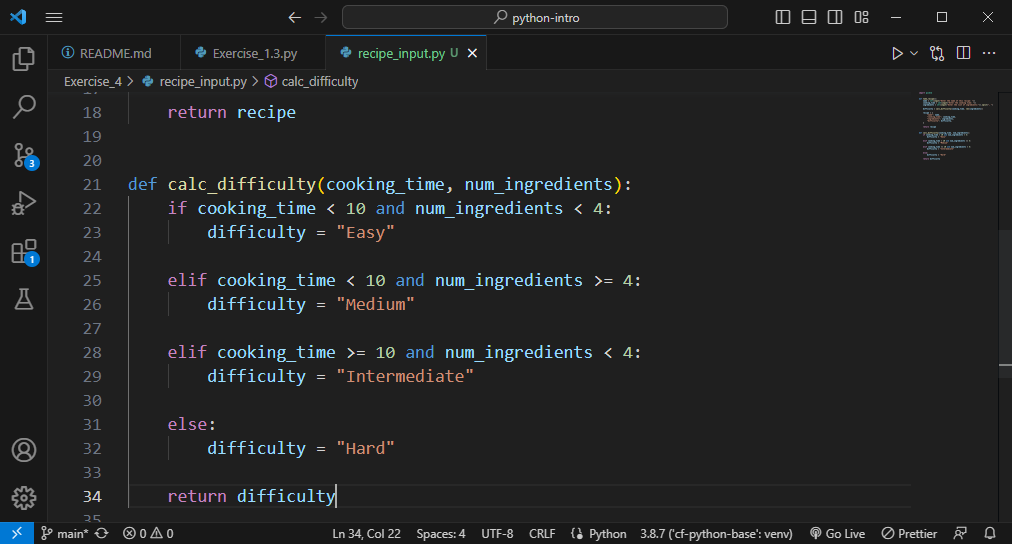 python-intro
README.md
Exercise_1.3.py
recipe_input.py U
Exercise_4 > recipe_input.py > calc_difficulty
18 return recipe
19
20
21 def calc_difficulty(cooking_time, num_ingredients):
22 if cooking_time < 10 and num_ingredients < 4:
23 difficulty = "Easy"
24
25 elif cooking_time < 10 and num_ingredients >= 4:
26 difficulty = "Medium"
27
28 elif cooking_time >= 10 and num_ingredients < 4:
29 difficulty = "Intermediate"
30
31 else:
32 difficulty = "Hard"
33
34 return difficulty
35
3
1
main* 0 0 Ln 34, Col 22 Spaces: 4 UTF-8 CRLF Python 3.8.7 ('cf-python-base': venv) Go Live Prettier